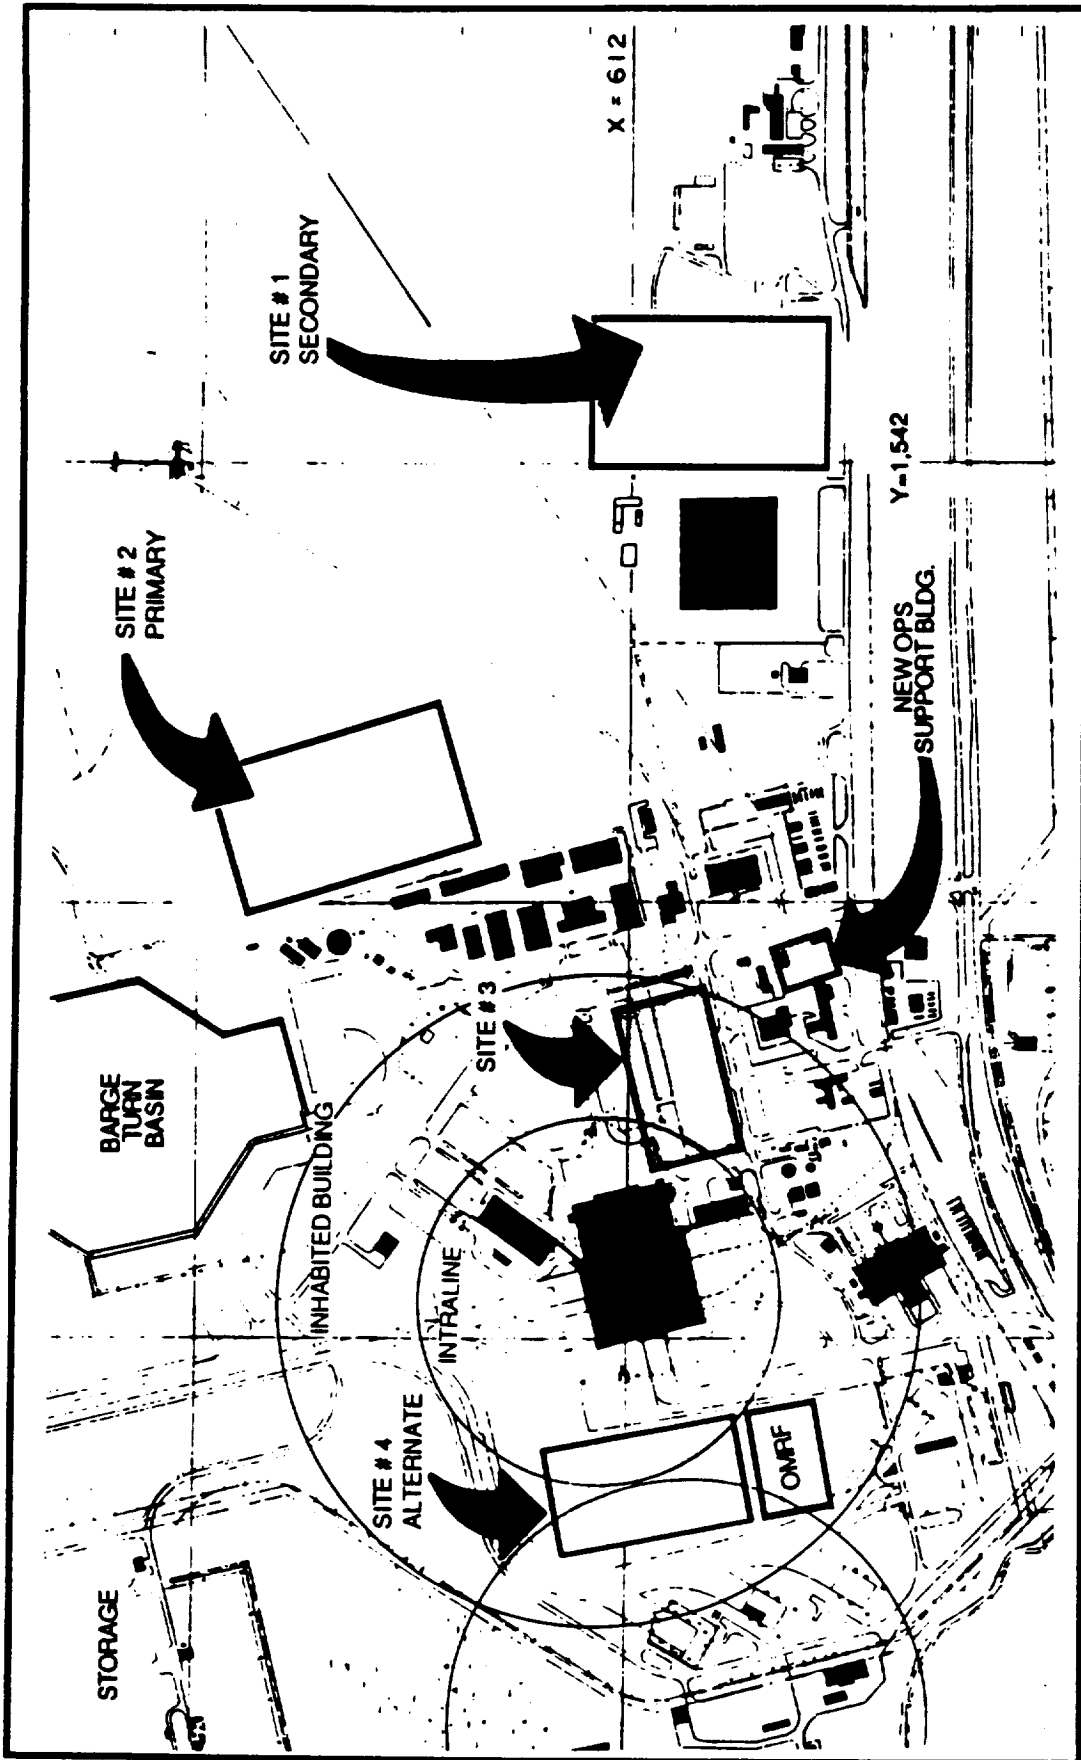 STORAGE
BARGE
TURN
BASIN
SITE # 2
PRIMARY
SITE # 1
SECONDARY
INHABITED BUILDING
SITE # 4
ALTERNATE
INTRALINE
SITE # 3
X = 612
OMRF
Y=1,542
NEW OPS
SUPPORT BLDG.